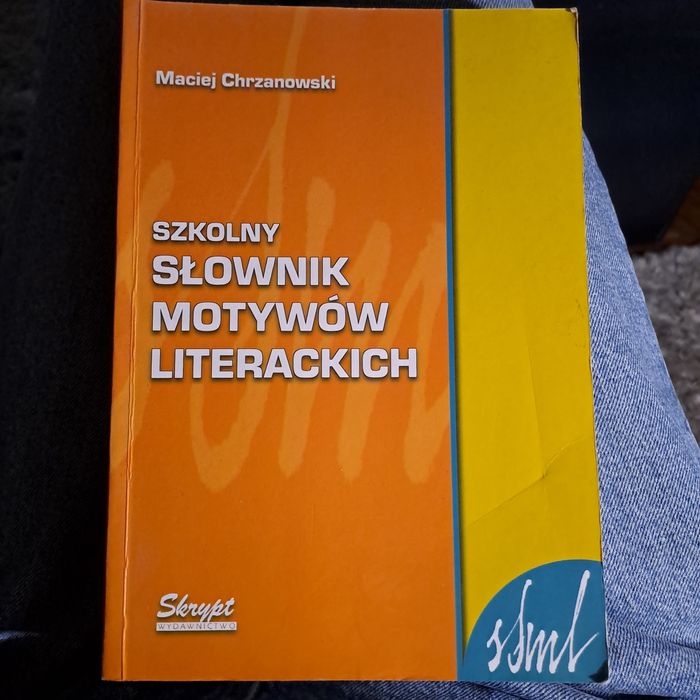 Maciej Chrzanowski
SZKOLNY
SŁOWNIK
MOTYWÓW
LITERACKICH
Skrypt
WYDAWNICTWO
ssml